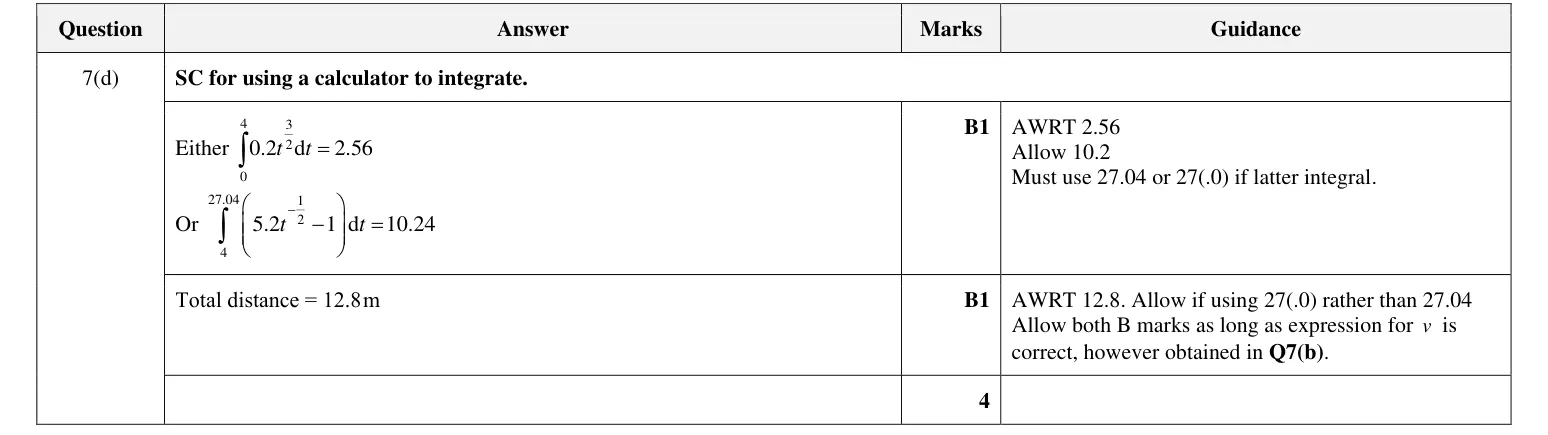 Question Answer Marks Guidance
7(d) SC for using a calculator to integrate.
Either ∫₀⁴ 0.2t^(3/2) dt = 2.56 B1 AWRT 2.56
Allow 10.2
Must use 27.04 or 27(.0) if latter integral.
Or ∫₄^27.04 (5.2t^(−1/2) − 1) dt = 10.24
Total distance = 12.8 m B1 AWRT 12.8. Allow if using 27(.0) rather than 27.04
Allow both B marks as long as expression for v is
correct, however obtained in Q7(b).
4